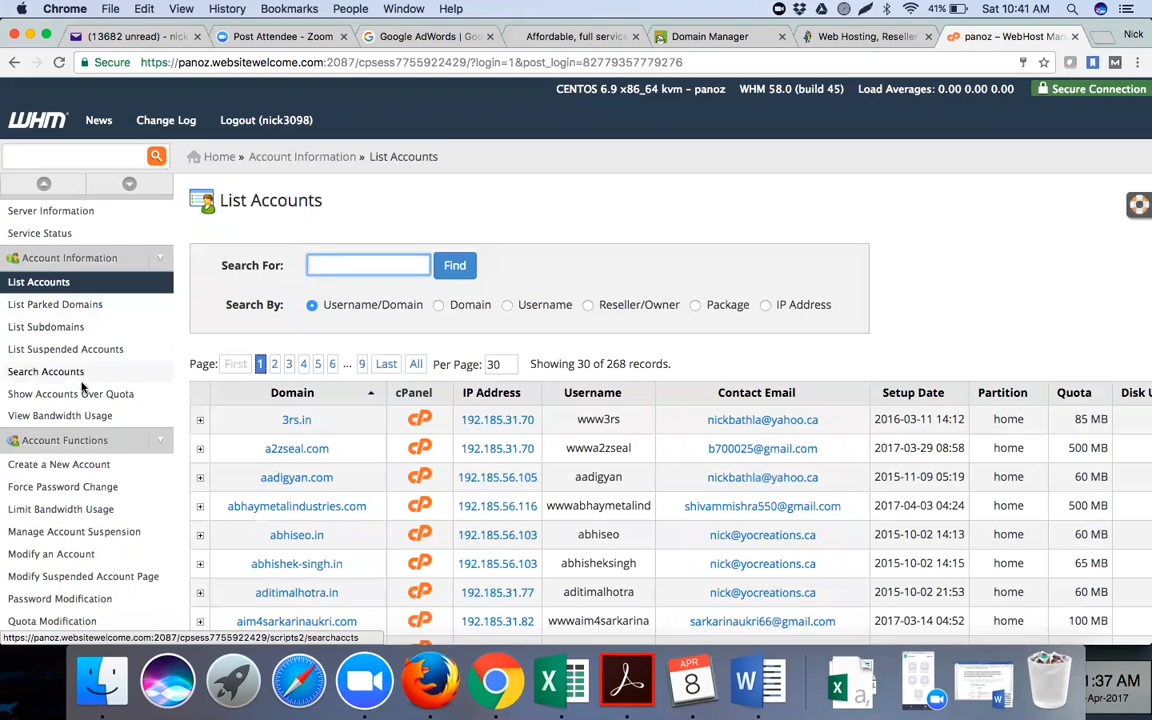 Chrome File Edit View History Bookmarks People Window Help 41% Sat 10:41 AM
(13682 unread) - nick Post Attendee - Zoom Google AdWords | Go Affordable, full servic Domain Manager Web Hosting, Reseller panoz – WebHost Man Nick
Secure https://panoz.websitewelcome.com:2087/cpsess7755922429/?login=1&post_login=82779357779276
CENTOS 6.9 x86_64 kvm – panoz WHM 58.0 (build 45) Load Averages: 0.00 0.00 0.00 Secure Connection
WHM News Change Log Logout (nick3098)
Home » Account Information » List Accounts
Server Information
Service Status
Account Information
List Accounts
List Parked Domains
List Subdomains
List Suspended Accounts
Search Accounts
Show Accounts Over Quota
View Bandwidth Usage
Account Functions
Create a New Account
Force Password Change
Limit Bandwidth Usage
Manage Account Suspension
Modify an Account
Modify Suspended Account Page
Password Modification
Quota Modification
List Accounts
Search For: Find
Search By: Username/Domain Domain Username Reseller/Owner Package IP Address
Page: First 1 2 3 4 5 6 ... 9 Last All Per Page: 30 Showing 30 of 268 records.
Domain cPanel IP Address Username Contact Email Setup Date Partition Quota Disk U
3rs.in cP 192.185.31.70 www3rs nickbathla@yahoo.ca 2016-03-11 14:12 home 85 MB
a2zseal.com cP 192.185.31.70 wwwa2zseal b700025@gmail.com 2017-03-29 08:58 home 500 MB
aadigyan.com cP 192.185.56.105 aadigyan nickbathla@yahoo.ca 2015-11-09 05:19 home 60 MB
abhaymetalindustries.com cP 192.185.56.116 wwwabhaymetalind shivammishra550@gmail.com 2017-04-03 04:24 home 500 MB
abhiseo.in cP 192.185.56.103 abhiseo nick@yocreations.ca 2015-10-02 14:13 home 60 MB
abhishek-singh.in cP 192.185.56.103 abhisheksingh nick@yocreations.ca 2015-10-02 14:15 home 65 MB
aditimalhotra.in cP 192.185.31.77 aditimalhotra nick@yocreations.ca 2015-10-02 21:53 home 60 MB
aim4sarkarinaukri.com cP 192.185.31.82 wwwaim4sarkarina sarkarinaukri66@gmail.com 2017-03-14 04:52 home 100 MB
https://panoz.websitewelcome.com:2087/cpsess7755922429/scripts2/searchaccts
APR
8
1:37 AM
-Apr-2017